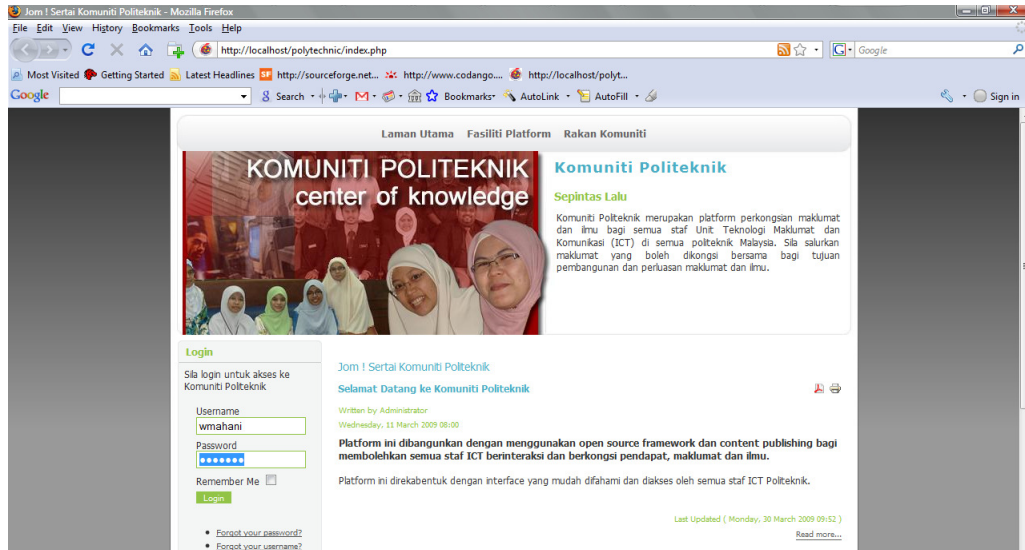 Jom ! Sertai Komuniti Politeknik - Mozilla Firefox
File Edit View History Bookmarks Tools Help
http://localhost/polytechnic/index.php
Google
Most Visited Getting Started Latest Headlines http://sourceforge.net... http://www.codango.... http://localhost/polyt...
Google Search Bookmarks AutoLink AutoFill Sign in
Laman Utama Fasiliti Platform Rakan Komuniti
KOMUNITI POLITEKNIK
center of knowledge
Komuniti Politeknik
Sepintas Lalu
Komuniti Politeknik merupakan platform perkongsian maklumat
dan ilmu bagi semua staf Unit Teknologi Maklumat dan
Komunikasi (ICT) di semua politeknik Malaysia. Sila salurkan
maklumat yang boleh dikongsi bersama bagi tujuan
pembangunan dan perluasan maklumat dan ilmu.
Login
Sila login untuk akses ke
Komuniti Politeknik
Username
wmahani
Password
Remember Me
Login
Forgot your password?
Forgot your username?
Jom ! Sertai Komuniti Politeknik
Selamat Datang ke Komuniti Politeknik
Written by Administrator
Wednesday, 11 March 2009 08:00
Platform ini dibangunkan dengan menggunakan open source framework dan content publishing bagi
membolehkan semua staf ICT berinteraksi dan berkongsi pendapat, maklumat dan ilmu.
Platform ini direkabentuk dengan interface yang mudah difahami dan diakses oleh semua staf ICT Politeknik.
Last Updated ( Monday, 30 March 2009 09:52 )
Read more...